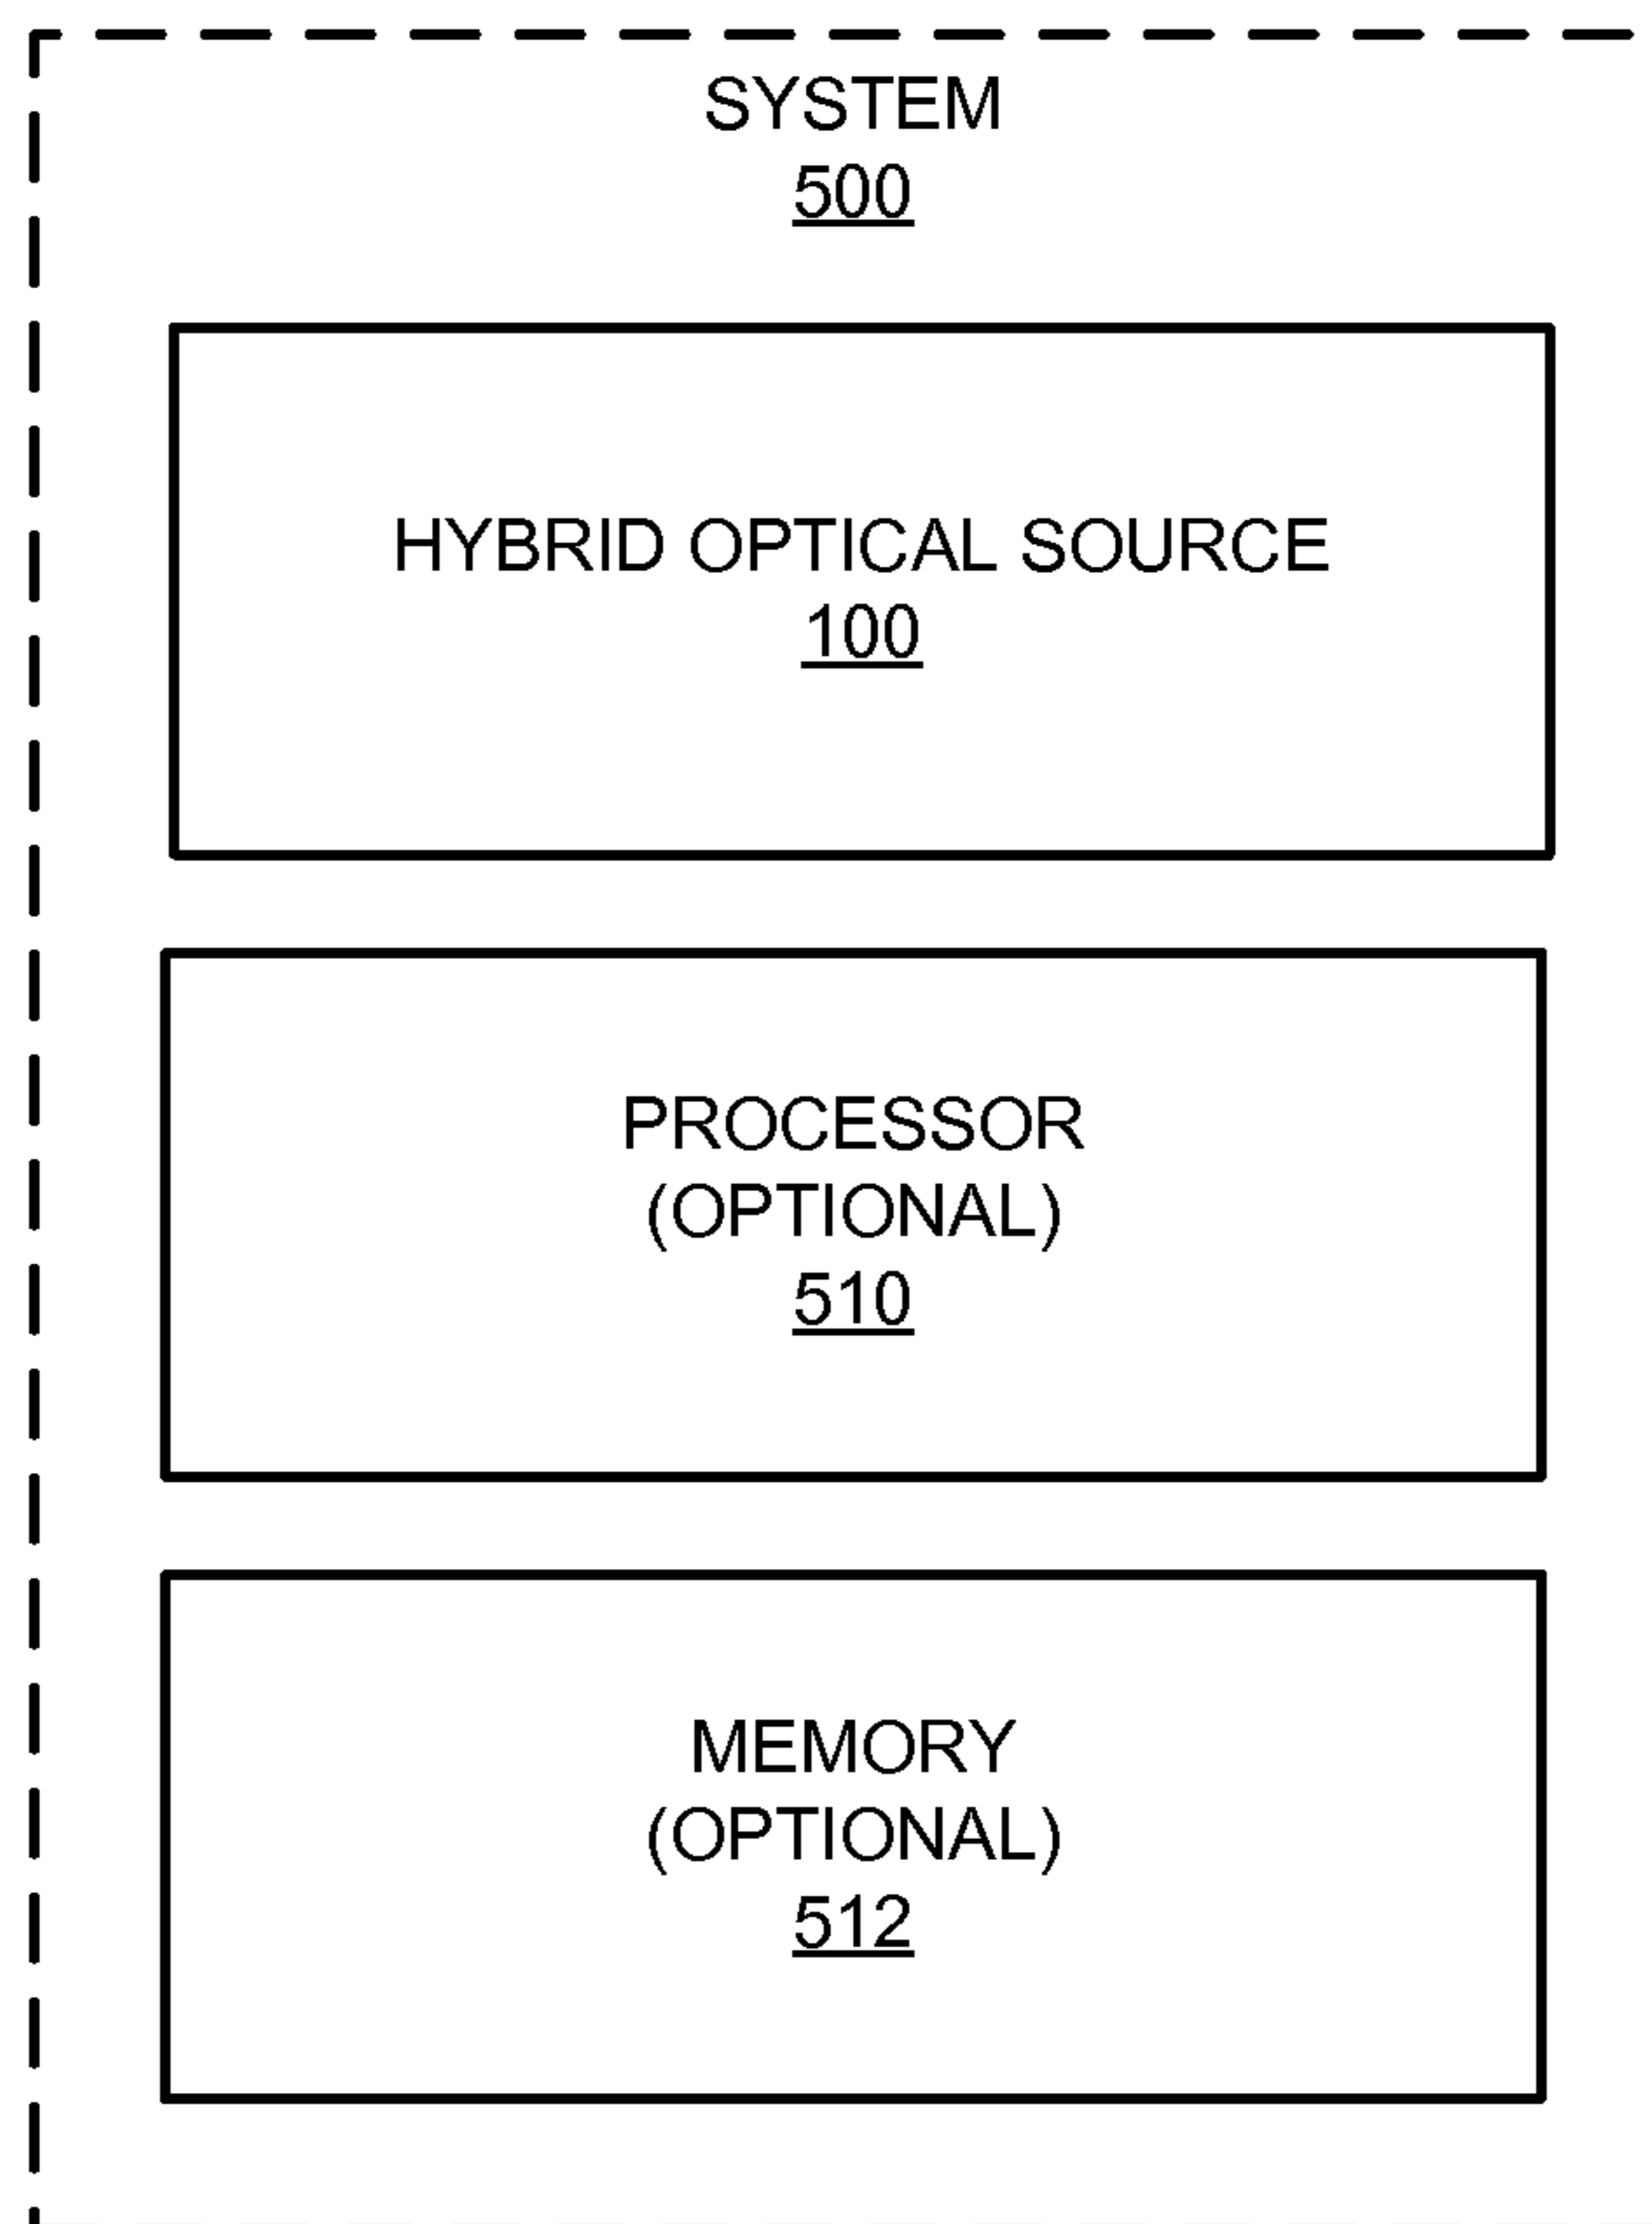 SYSTEM
500
HYBRID OPTICAL SOURCE
100
PROCESSOR
(OPTIONAL)
510
MEMORY
(OPTIONAL)
512